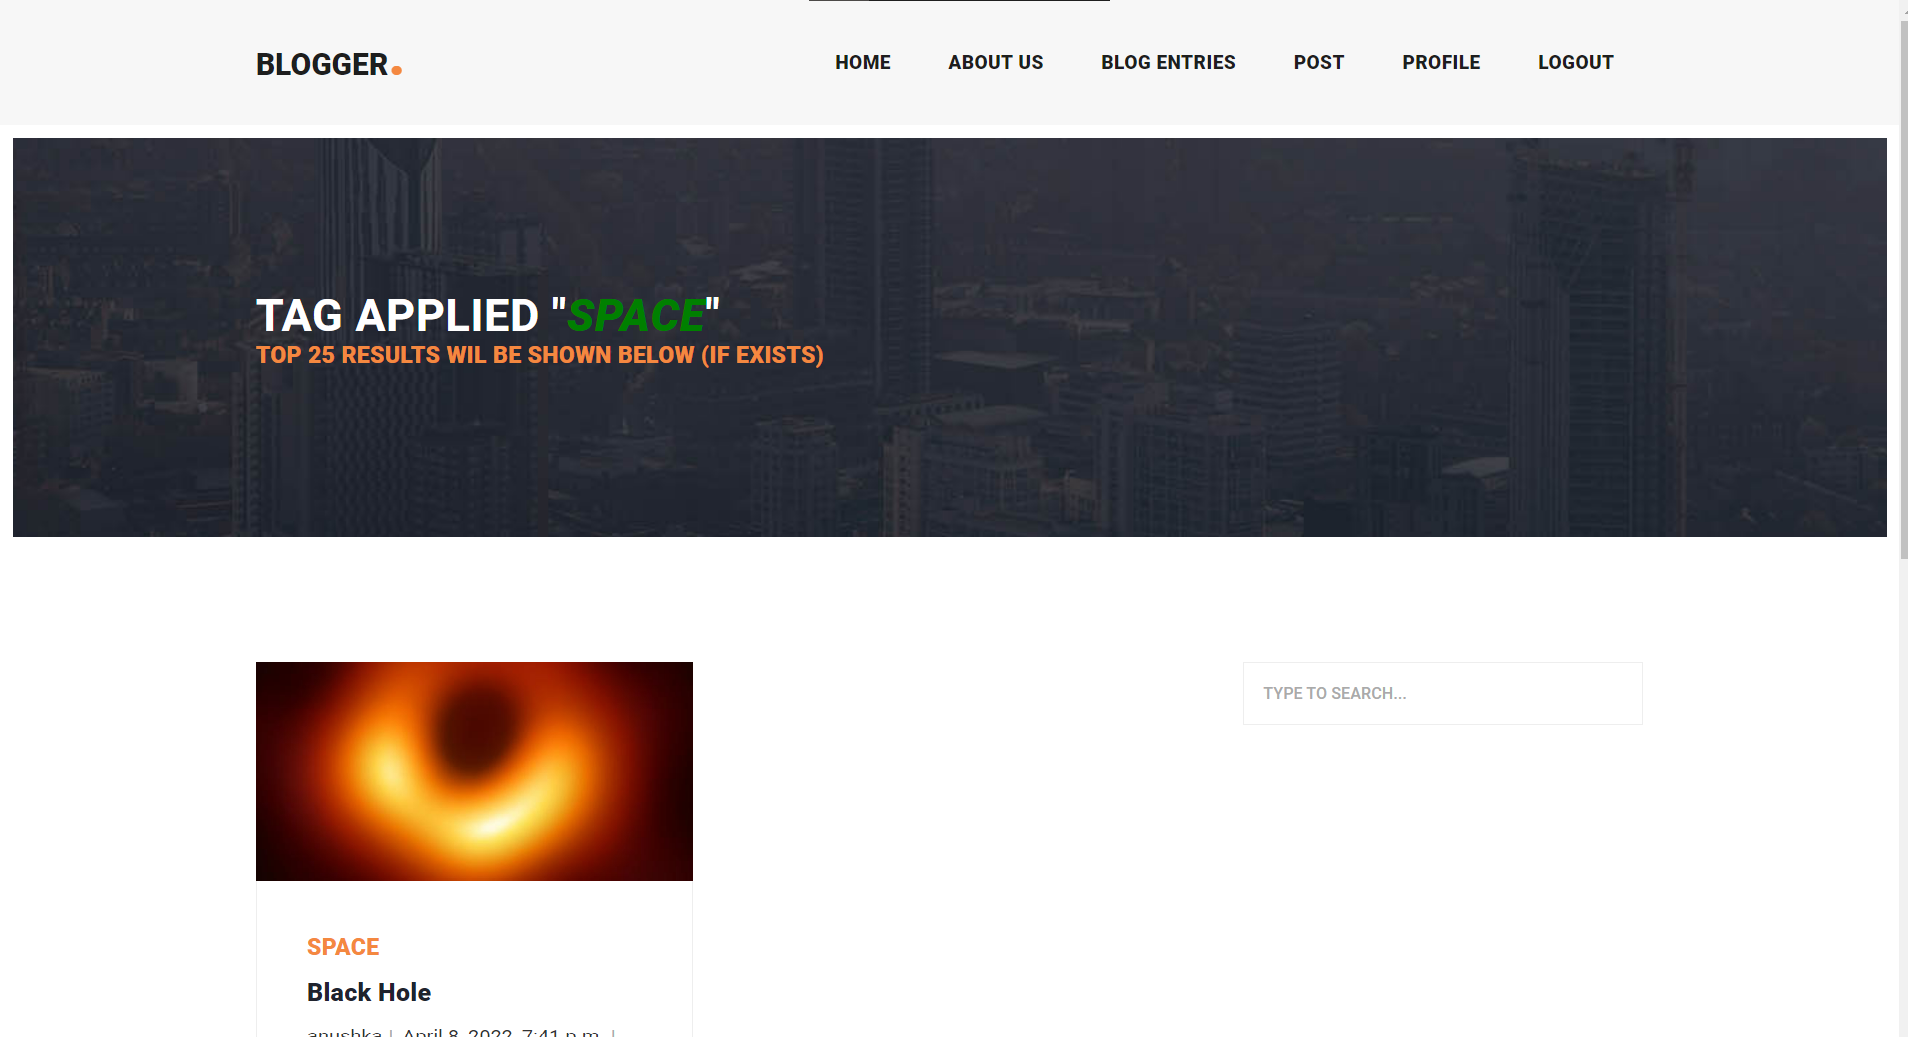 BLOGGER.
HOME ABOUT US BLOG ENTRIES POST PROFILE LOGOUT
TAG APPLIED "SPACE"
TOP 25 RESULTS WIL BE SHOWN BELOW (IF EXISTS)
TYPE TO SEARCH...
SPACE
Black Hole
anushka | April 8, 2022, 7:41 p.m. |